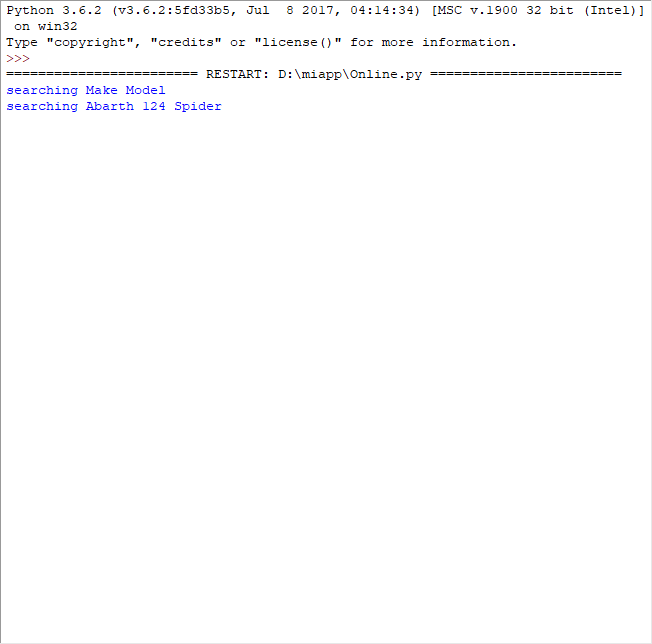 Python 3.6.2 (v3.6.2:5fd33b5, Jul  8 2017, 04:14:34) [MSC v.1900 32 bit (Intel)]
 on win32
Type "copyright", "credits" or "license()" for more information.
>>>
======================== RESTART: D:\miapp\Online.py ========================
searching Make Model
searching Abarth 124 Spider